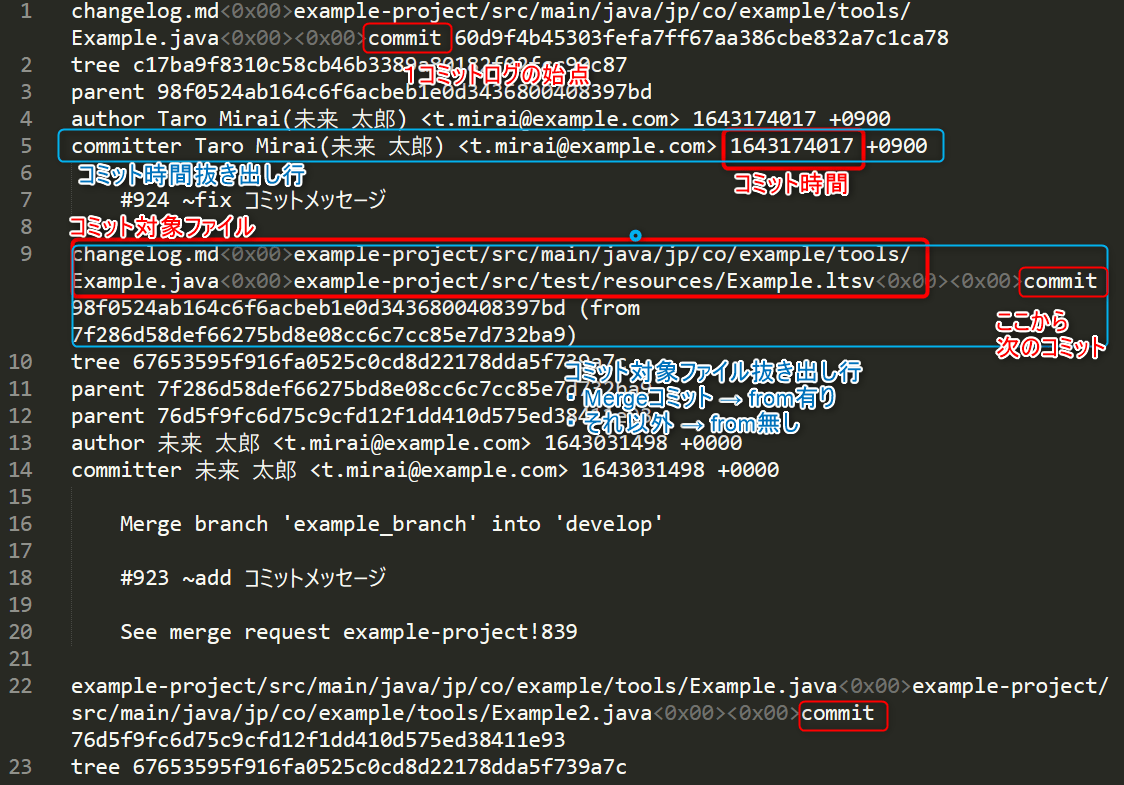 1 changelog.md<0x00>example-project/src/main/java/jp/co/example/tools/
Example.java<0x00><0x00>commit 60d9f4b45303fefa7ff67aa386cbe832a7c1ca78
2 tree c17ba9f8310c58cb46b3389a80182f92fcc90c87
1コミットログの始点
3 parent 98f0524ab164c6f6acbeb1e0d3436800408397bd
4 author Taro Mirai(未来 太郎) <t.mirai@example.com> 1643174017 +0900
5 committer Taro Mirai(未来 太郎) <t.mirai@example.com> 1643174017 +0900
6
コミット時間抜き出し行
コミット時間
7 #924 ~fix コミットメッセージ
8
コミット対象ファイル
9 changelog.md<0x00>example-project/src/main/java/jp/co/example/tools/
Example.java<0x00>example-project/src/test/resources/Example.ltsv<0x00><0x00>commit
98f0524ab164c6f6acbeb1e0d3436800408397bd (from
7f286d58def66275bd8e08cc6c7cc85e7d732ba9)
ここから
次のコミット
10 tree 67653595f916fa0525c0cd8d22178dda5f739a7c
コミット対象ファイル抜き出し行
11 parent 7f286d58def66275bd8e08cc6c7cc85e7d732ba9
・Mergeコミット → from有り
12 parent 76d5f9fc6d75c9cfd12f1dd410d575ed38411e93
・それ以外 → from無し
13 author 未来 太郎 <t.mirai@example.com> 1643031498 +0000
14 committer 未来 太郎 <t.mirai@example.com> 1643031498 +0000
15
16 Merge branch 'example_branch' into 'develop'
17
18 #923 ~add コミットメッセージ
19
20 See merge request example-project!839
21
22 example-project/src/main/java/jp/co/example/tools/Example.java<0x00>example-project/
src/main/java/jp/co/example/tools/Example2.java<0x00><0x00>commit
76d5f9fc6d75c9cfd12f1dd410d575ed38411e93
23 tree 67653595f916fa0525c0cd8d22178dda5f739a7c